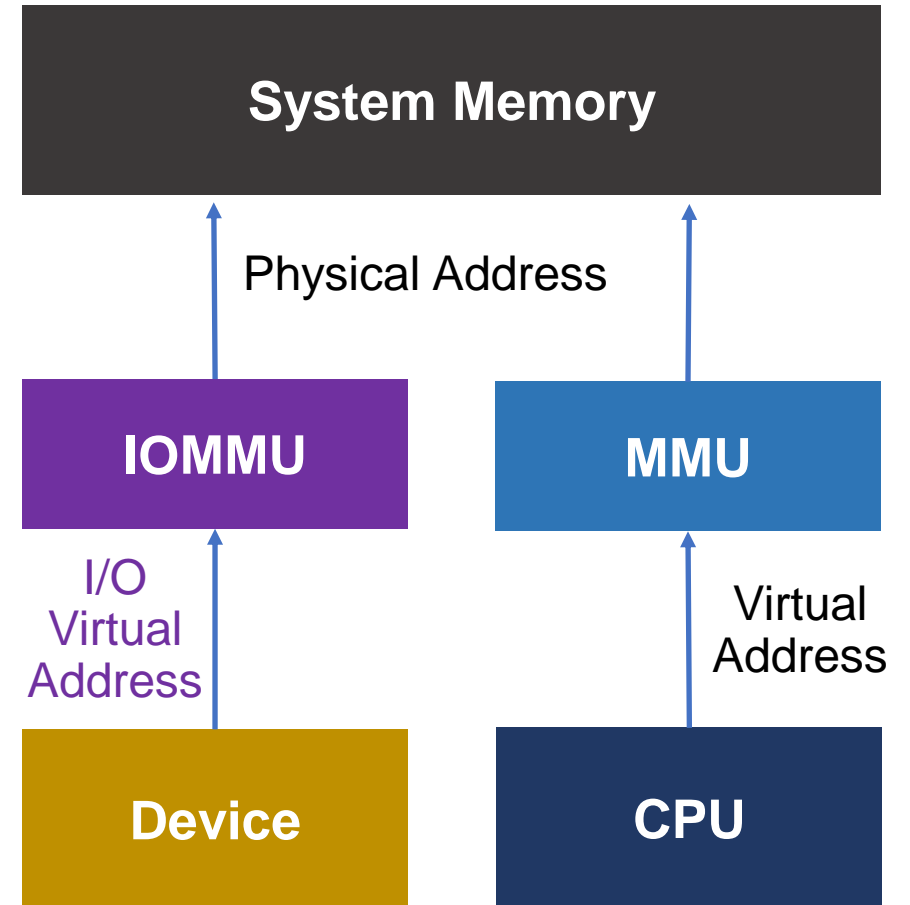 System Memory
Physical Address
IOMMU
MMU
I/O
Virtual
Address
Virtual
Address
Device
CPU